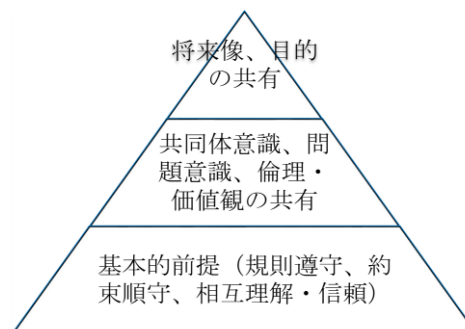 将来像、目的
の共有
共同体意識、問
題意識、倫理・
価値観の共有
基本的前提（規則遵守、約
束順守、相互理解・信頼）